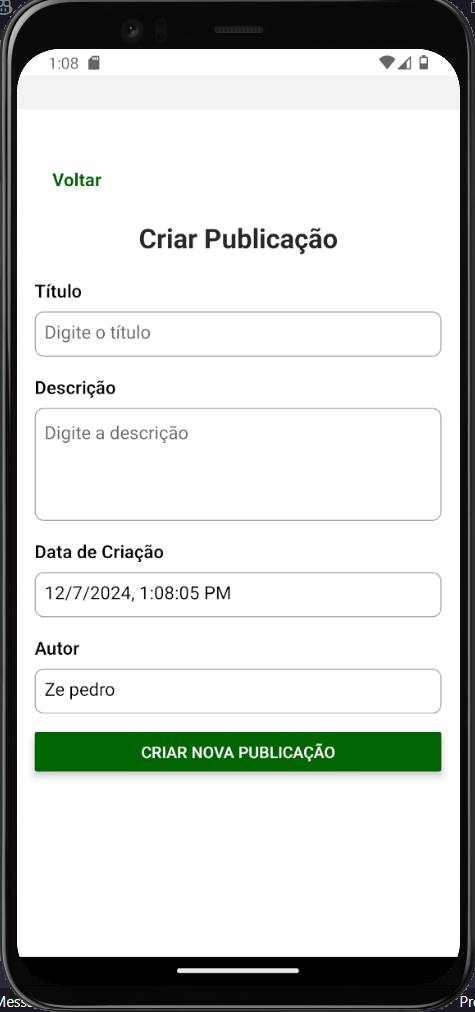 1:08
Voltar
Criar Publicação
Título
Digite o título
Descrição
Digite a descrição
Data de Criação
12/7/2024, 1:08:05 PM
Autor
Ze pedro
CRIAR NOVA PUBLICAÇÃO